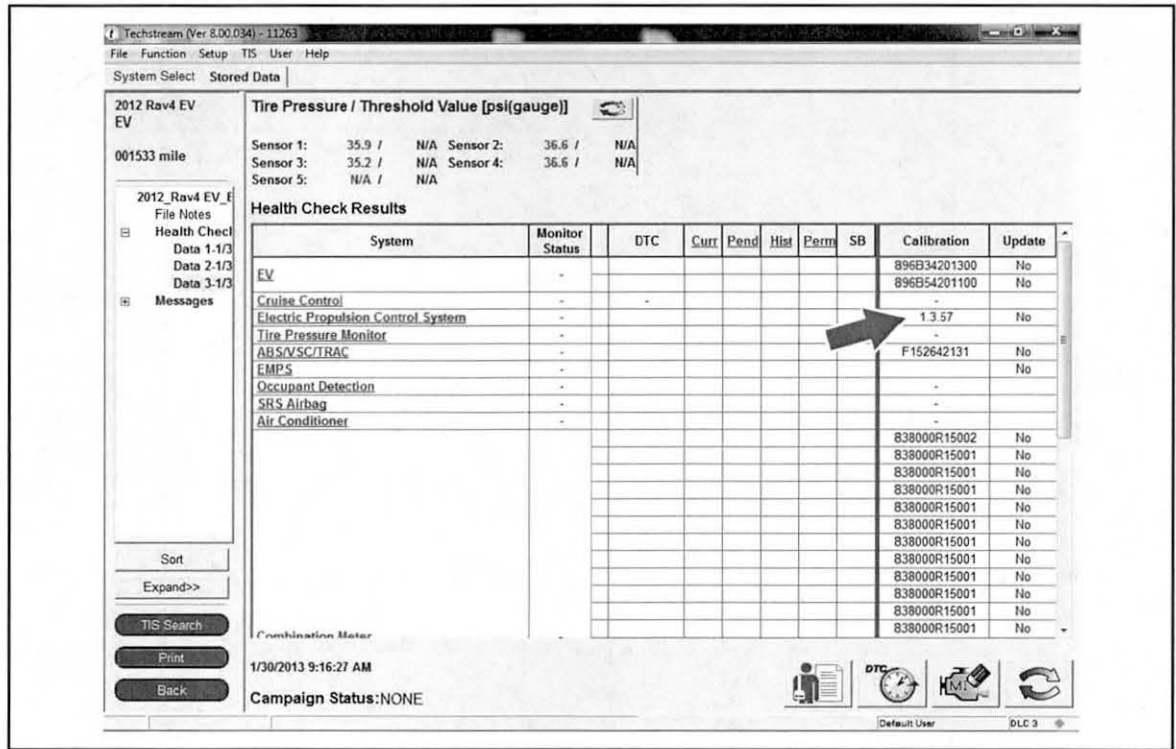 Techstream (Ver 8.00.034) - 11263
File Function Setup TIS User Help
System Select Stored Data
2012 Rav4 EV
EV
001533 mile
2012_Rav4 EV_E
File Notes
Health Checl
Data 1-1/3
Data 2-1/3
Data 3-1/3
Messages
Sort
Expand>>
TIS Search
Print
Back
Tire Pressure / Threshold Value [psi(gauge)]
Sensor 1: 35.9 / N/A Sensor 2: 36.6 / N/A
Sensor 3: 35.2 / N/A Sensor 4: 36.6 / N/A
Sensor 5: N/A / N/A
Health Check Results
System Monitor Status DTC Curr Pend Hist Perm SB Calibration Update
EV - 896B34201300 No
896B54201100 No
Cruise Control - - -
Electric Propulsion Control System - 1.3.57 No
Tire Pressure Monitor - -
ABS/VSC/TRAC - F152642131 No
EMPS - No
Occupant Detection - -
SRS Airbag - -
Air Conditioner - -
838000R15002 No
838000R15001 No
838000R15001 No
838000R15001 No
838000R15001 No
838000R15001 No
838000R15001 No
838000R15001 No
838000R15001 No
838000R15001 No
838000R15001 No
838000R15001 No
Combination Meter -
1/30/2013 9:16:27 AM
Campaign Status:NONE
DTC
M1
Default User
DLC 3